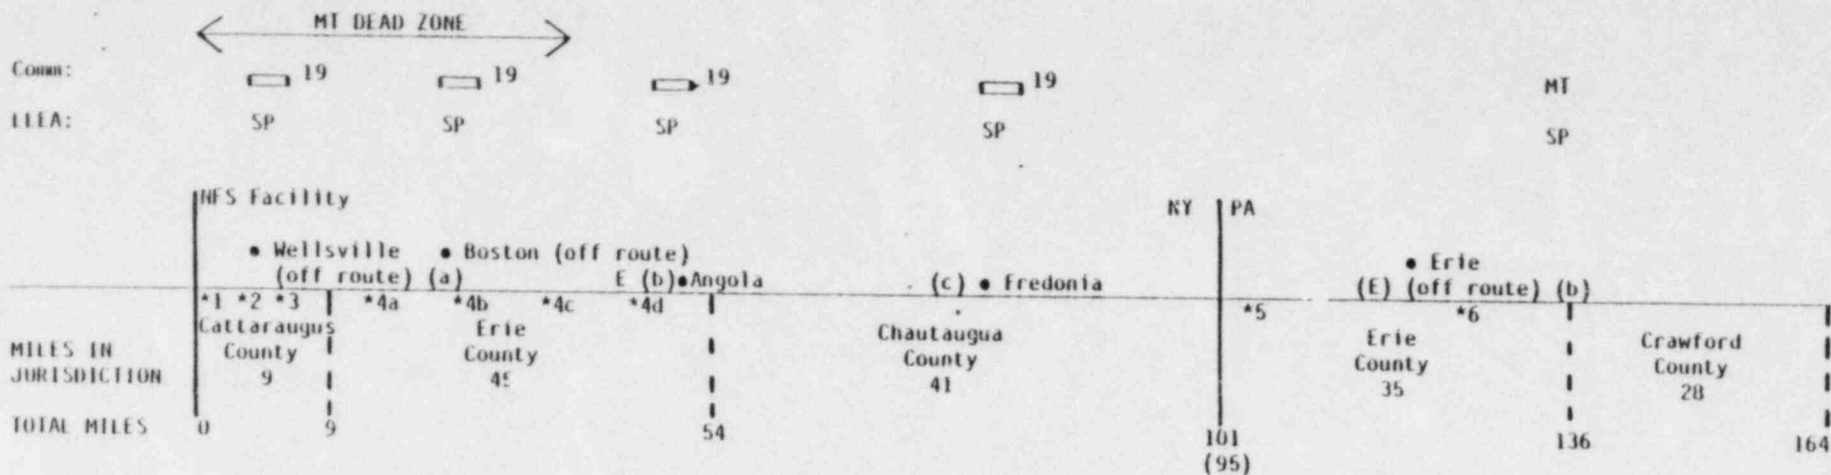 MT DEAD ZONE
Comm: 19 19 19 19 MT
LLEA: SP SP SP SP SP
NFS Facility NY PA
• Wellsville • Boston (off route) • Erie
(off route) (a) E (b) • Angola (c) • Fredonia (E) (off route) (b)
*1 *2 *3 *4a *4b *4c *4d *5 *6
Cattaraugus Erie Chautaugua Erie Crawford
County County County County County
MILES IN
JURISDICTION 9 45 41 35 28
TOTAL MILES 0 9 54 101 136 164
(95)